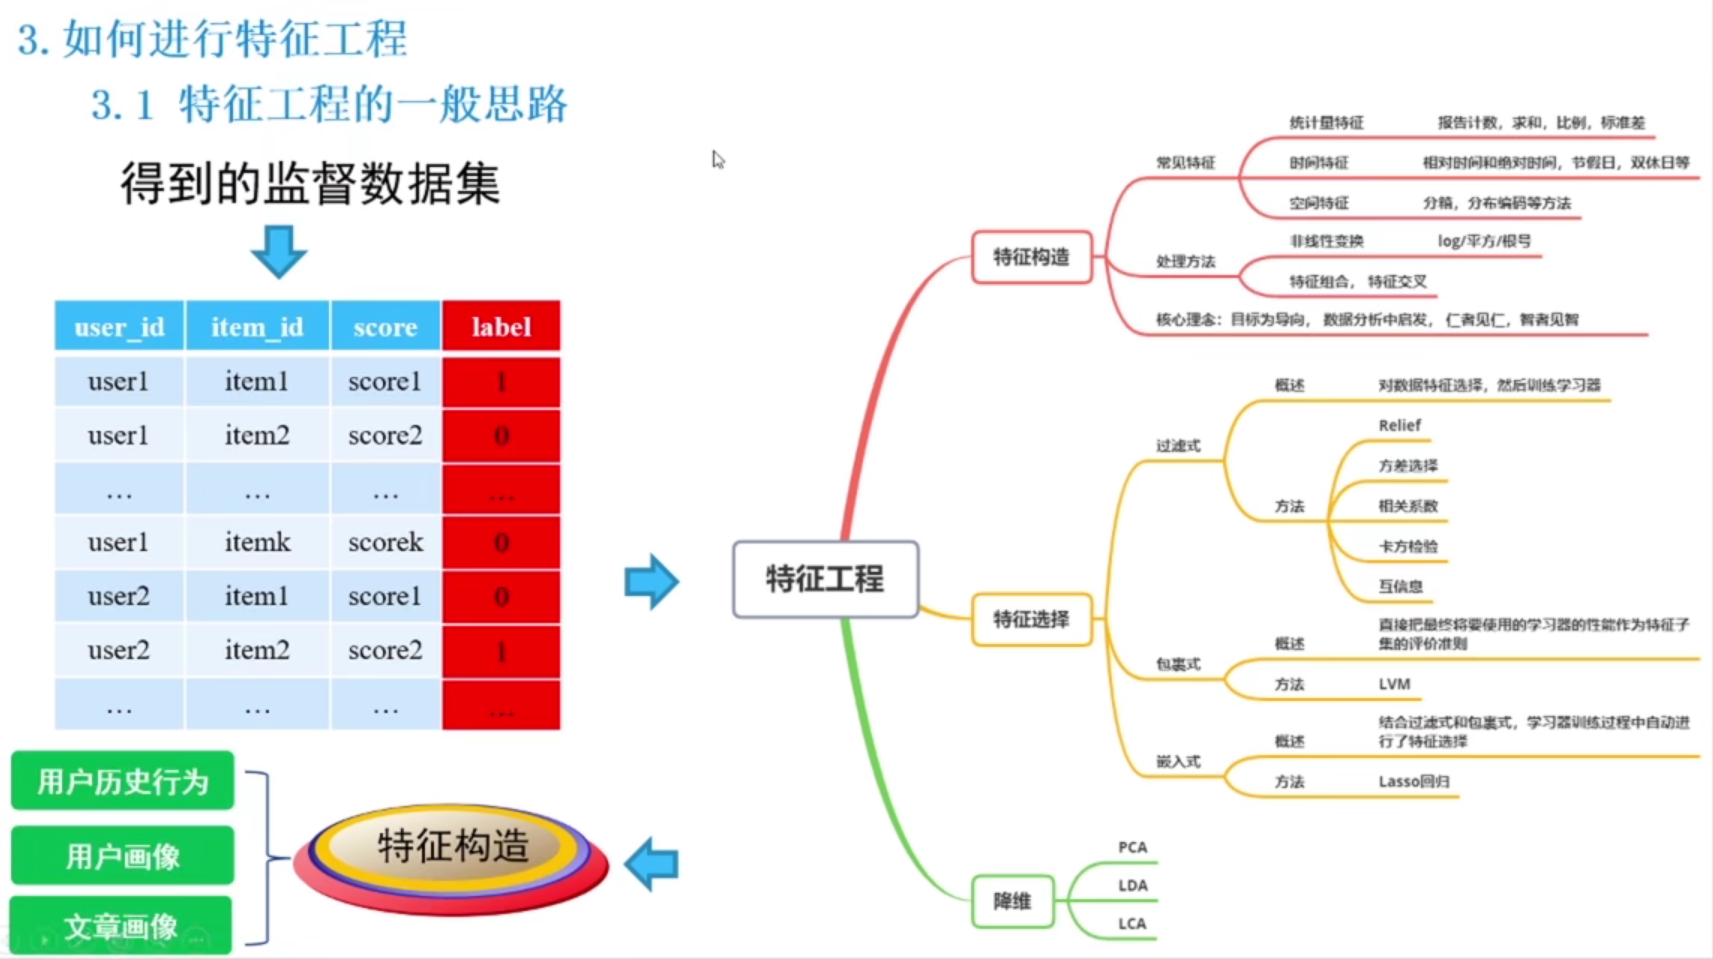 3. 如何进行特征工程
3.1 特征工程的一般思路
得到的监督数据集
user_id item_id score label
user1 item1 score1 1
user1 item2 score2 0
... ... ... ...
user1 itemk scorek 0
user2 item1 score1 0
user2 item2 score2 1
... ... ... ...
用户历史行为
用户画像
文章画像
特征构造
特征工程
特征构造
常见特征
统计量特征 报告计数，求和，比例，标准差
时间特征 相对时间和绝对时间，节假日，双休日等
空间特征 分箱，分布编码等方法
处理方法
非线性变换 log/平方/根号
特征组合， 特征交叉
核心理念：目标为导向， 数据分析中启发， 仁者见仁，智者见智
特征选择
过滤式
概述 对数据特征选择，然后训练学习器
方法
Relief
方差选择
相关系数
卡方检验
互信息
包裹式
概述
直接把最终将要使用的学习器的性能作为特征子
集的评价准则
方法 LVM
嵌入式
概述
结合过滤式和包裹式，学习器训练过程中自动进
行了特征选择
方法 Lasso回归
降维
PCA
LDA
LCA